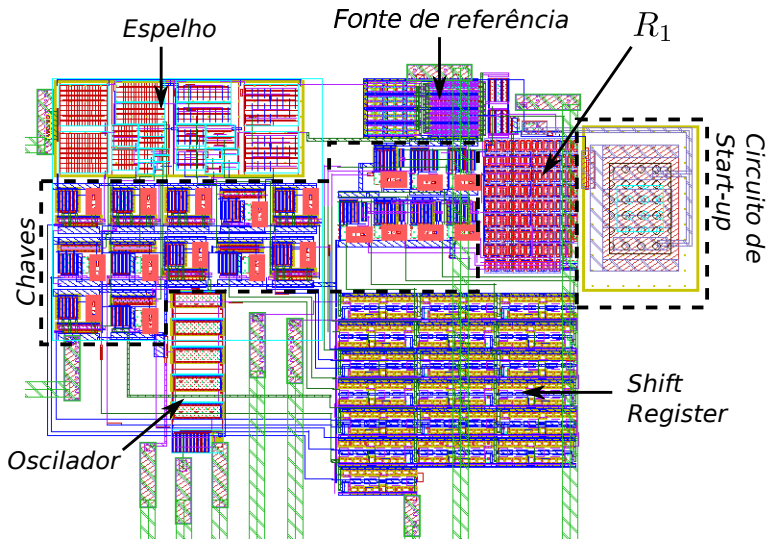 Espelho
Fonte de referência
R₁
Circuito de
Start-up
Chaves
Shift
Register
Oscilador